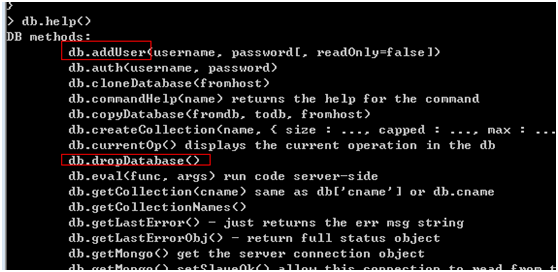 > db.help()
DB methods:
db.addUser(username, password[, readOnly=false])
db.auth(username, password)
db.cloneDatabase(fromhost)
db.commandHelp(name) returns the help for the command
db.copyDatabase(fromdb, todb, fromhost)
db.createCollection(name, { size : ..., capped : ..., max : ...
db.currentOp() displays the current operation in the db
db.dropDatabase()
db.eval(func, args) run code server-side
db.getCollection(cname) same as db['cname'] or db.cname
db.getCollectionNames()
db.getLastError() - just returns the err msg string
db.getLastErrorObj() - return full status object
db.getMongo() get the server connection object
db.getMongo().setSlaveOk() allow this connection to read from